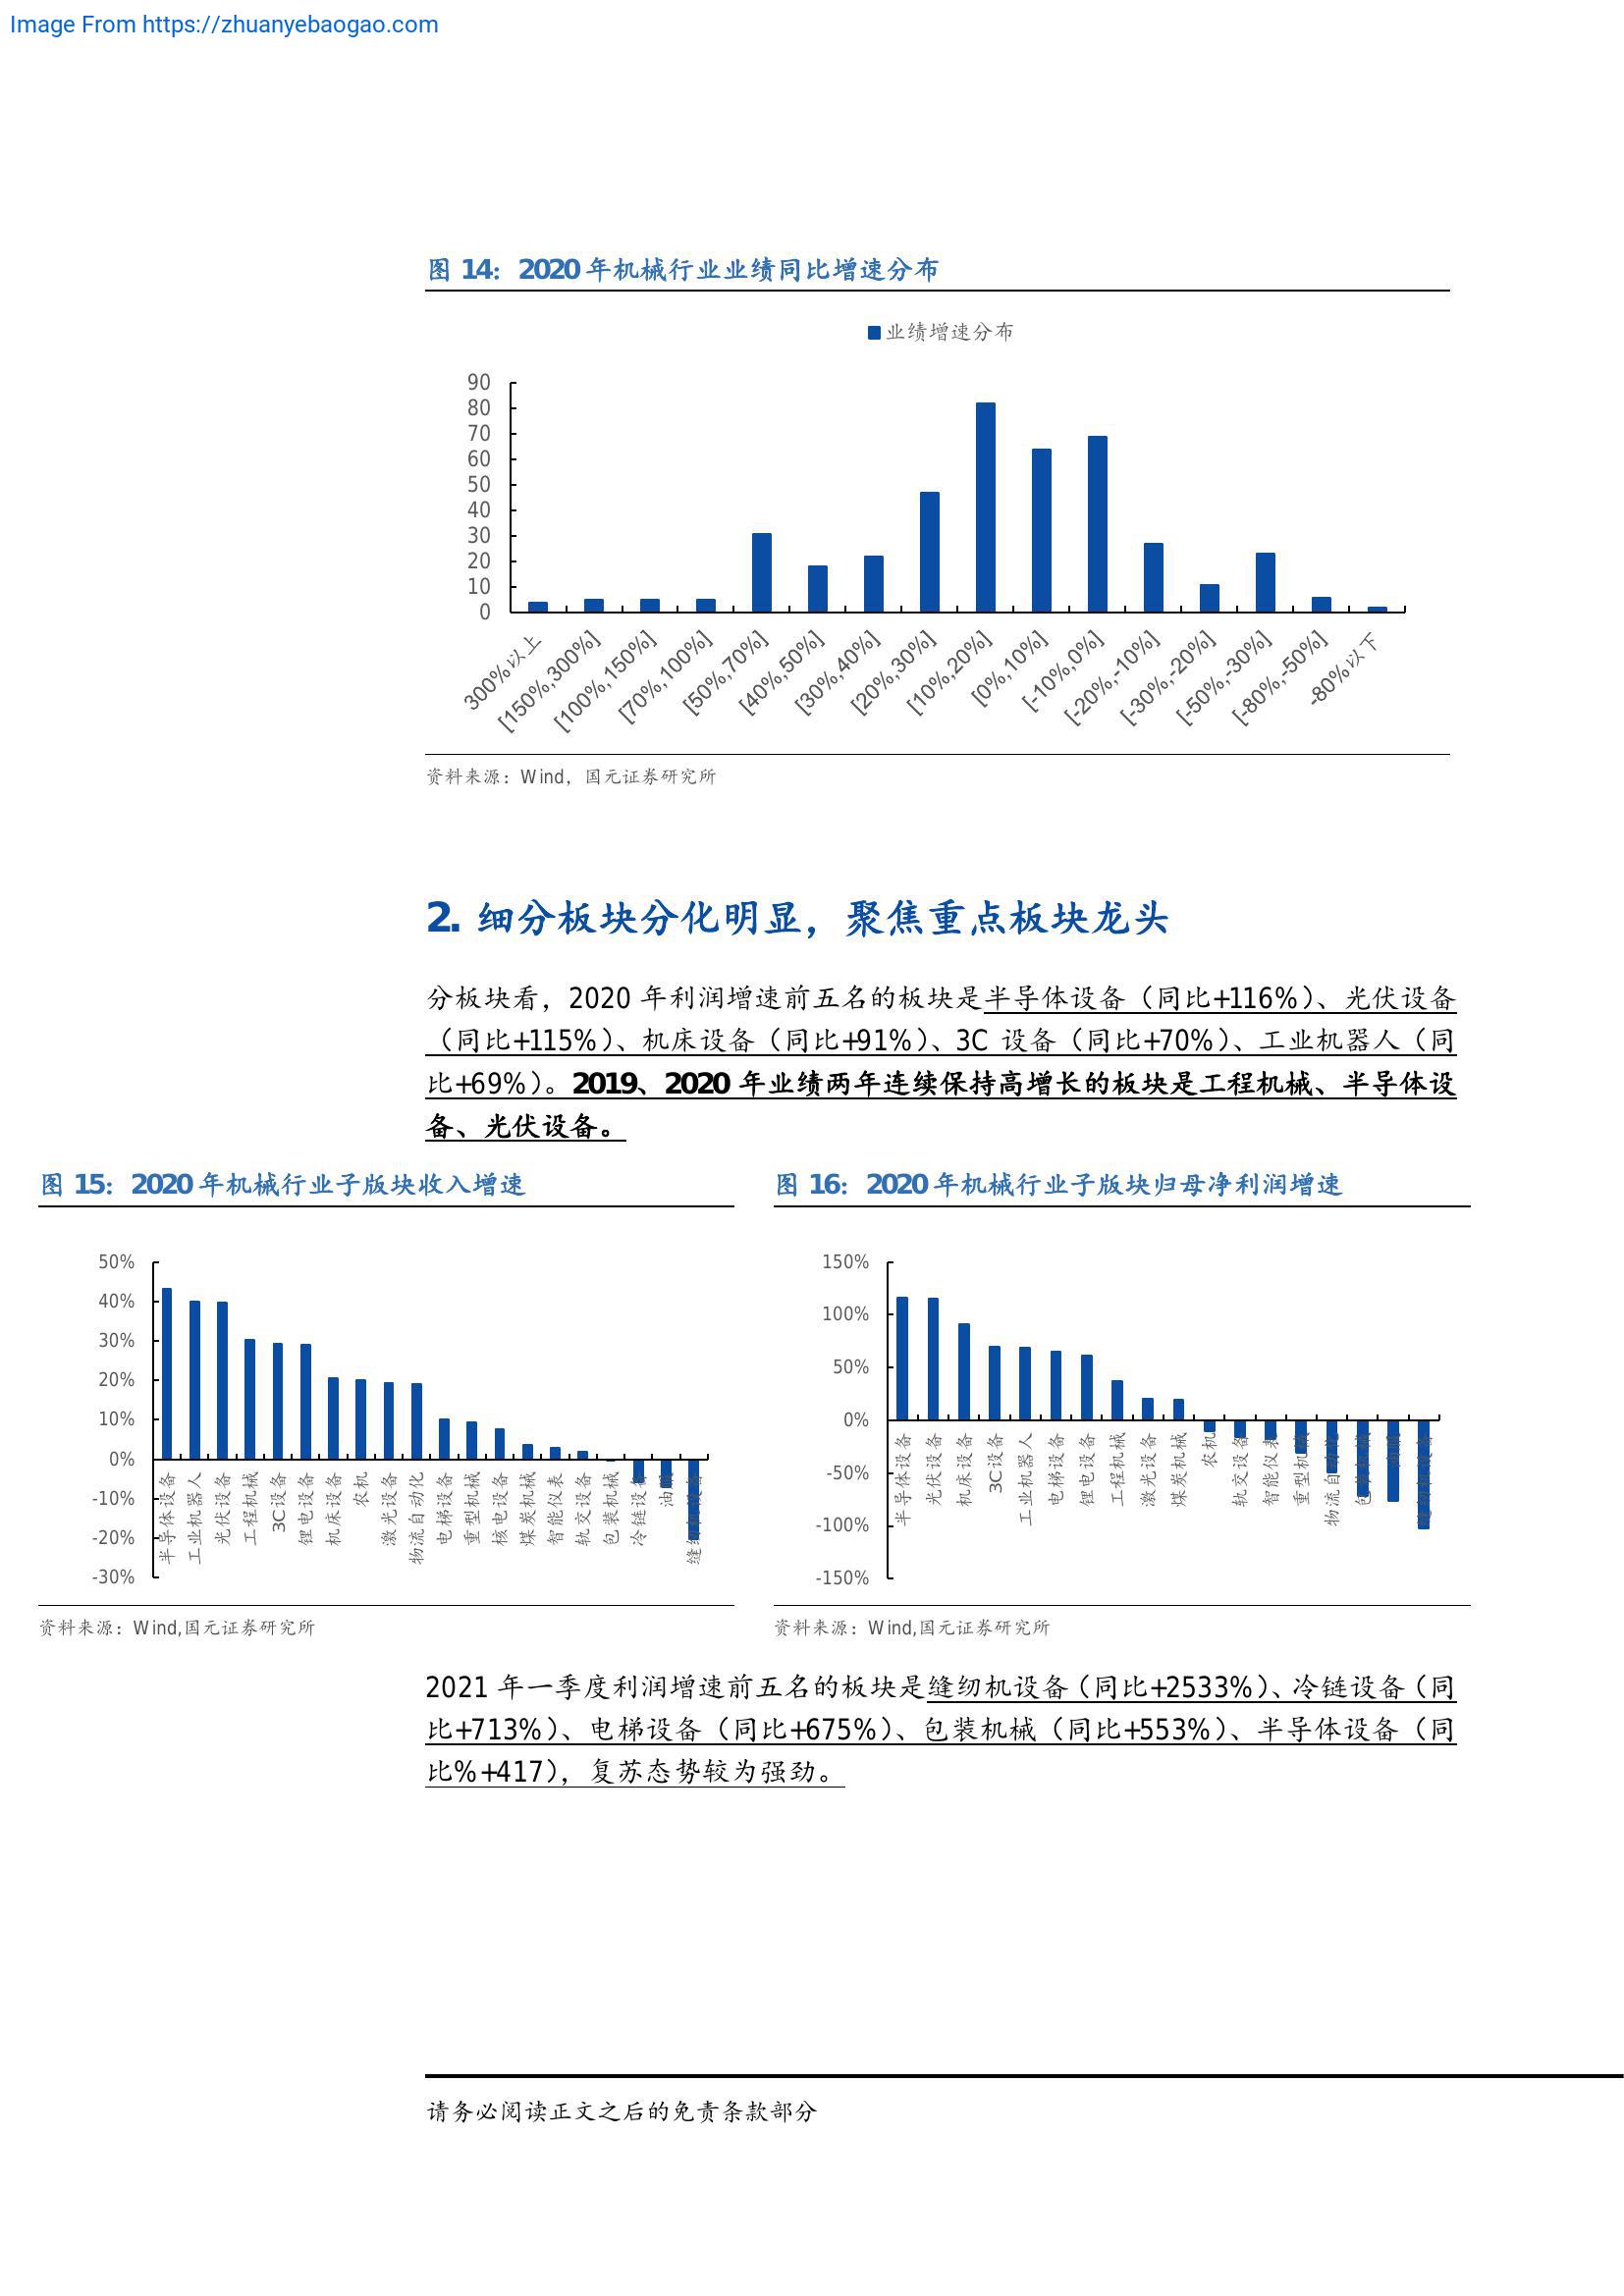 Image From https://zhuanyebaogao.com
图 14：2020 年机械行业业绩同比增速分布
业绩增速分布
90
80
70
60
50
40
30
20
10
0
300%以上
[150%,300%]
[100%,150%]
[70%,100%]
[50%,70%]
[40%,50%]
[30%,40%]
[20%,30%]
[10%,20%]
[0%,10%]
[-10%,0%]
[-20%,-10%]
[-30%,-20%]
[-50%,-30%]
[-80%,-50%]
-80%以下
资料来源：Wind，国元证券研究所
2. 细分板块分化明显，聚焦重点板块龙头
分板块看，2020 年利润增速前五名的板块是半导体设备（同比+116%）、光伏设备
（同比+115%）、机床设备（同比+91%）、3C 设备（同比+70%）、工业机器人（同
比+69%）。2019、2020 年业绩两年连续保持高增长的板块是工程机械、半导体设
备、光伏设备。
图 15：2020 年机械行业子版块收入增速
50%
40%
30%
20%
10%
0%
-10%
-20%
-30%
半导体设备
工业机器人
光伏设备
工程机械
3C设备
锂电设备
机床设备
农机
激光设备
物流自动化
电梯设备
重型机械
核电设备
煤炭机械
智能仪表
轨交设备
包装机械
冷链设备
图 16：2020 年机械行业子版块归母净利润增速
150%
100%
50%
0%
-50%
-100%
-150%
半导体设备
光伏设备
机床设备
3C设备
工业机器人
电梯设备
锂电设备
工程机械
激光设备
煤炭机械
农机
轨交设备
智能仪表
重型机械
物流自动化
资料来源：Wind,国元证券研究所
资料来源：Wind,国元证券研究所
2021 年一季度利润增速前五名的板块是缝纫机设备（同比+2533%）、冷链设备（同
比+713%）、电梯设备（同比+675%）、包装机械（同比+553%）、半导体设备（同
比%+417），复苏态势较为强劲。
请务必阅读正文之后的免责条款部分